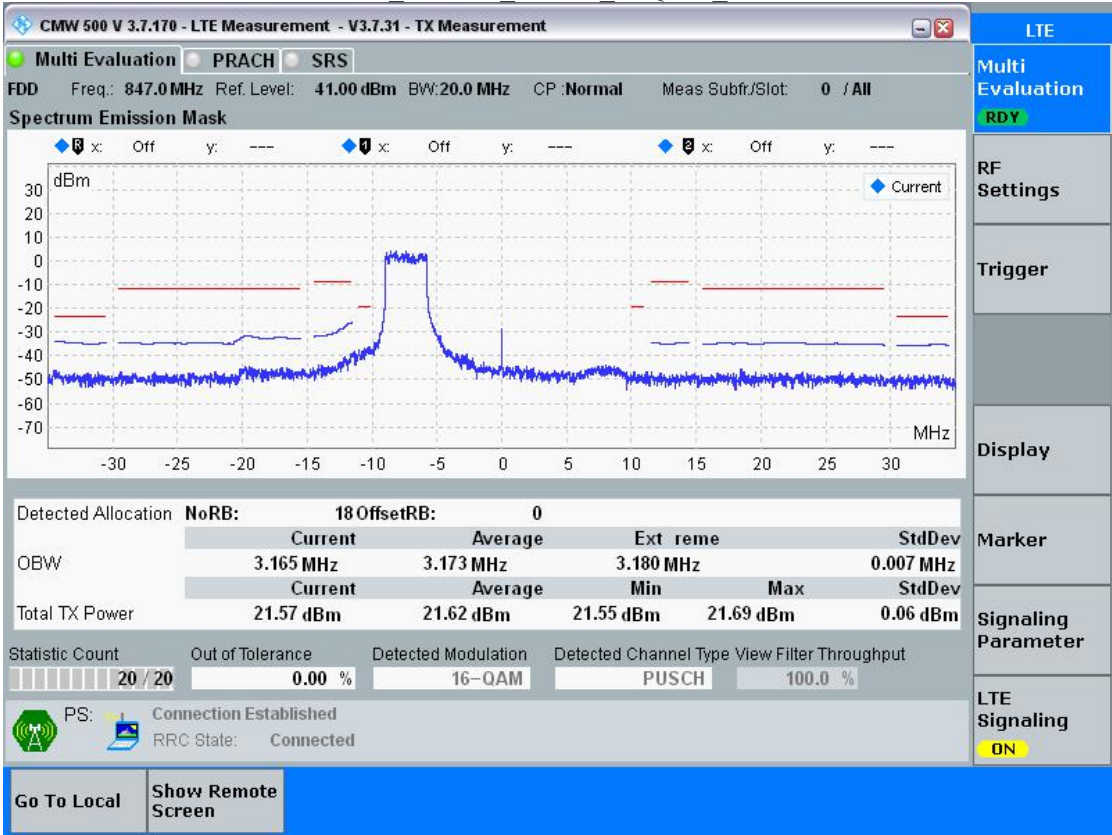 CMW 500 V 3.7.170 - LTE Measurement - V3.7.31 - TX Measurement
LTE
Multi Evaluation PRACH SRS
Multi
Evaluation
RDY
FDD Freq.: 847.0 MHz Ref. Level: 41.00 dBm BW:20.0 MHz CP :Normal Meas Subfr./Slot: 0 / All
Spectrum Emission Mask
R x: Off y: --- 1 x: Off y: --- 2 x: Off y: ---
dBm
Current
30
20
10
0
-10
-20
-30
-40
-50
-60
-70
MHz
-30 -25 -20 -15 -10 -5 0 5 10 15 20 25 30
RF
Settings
Trigger
Display
Marker
Signaling
Parameter
LTE
Signaling
ON
Detected Allocation NoRB: 18 OffsetRB: 0
Current Average Ext reme StdDev
OBW 3.165 MHz 3.173 MHz 3.180 MHz 0.007 MHz
Current Average Min Max StdDev
Total TX Power 21.57 dBm 21.62 dBm 21.55 dBm 21.69 dBm 0.06 dBm
Statistic Count Out of Tolerance Detected Modulation Detected Channel Type View Filter Throughput
20 / 20 0.00 % 16-QAM PUSCH 100.0 %
PS: Connection Established
RRC State: Connected
Go To Local
Show Remote
Screen